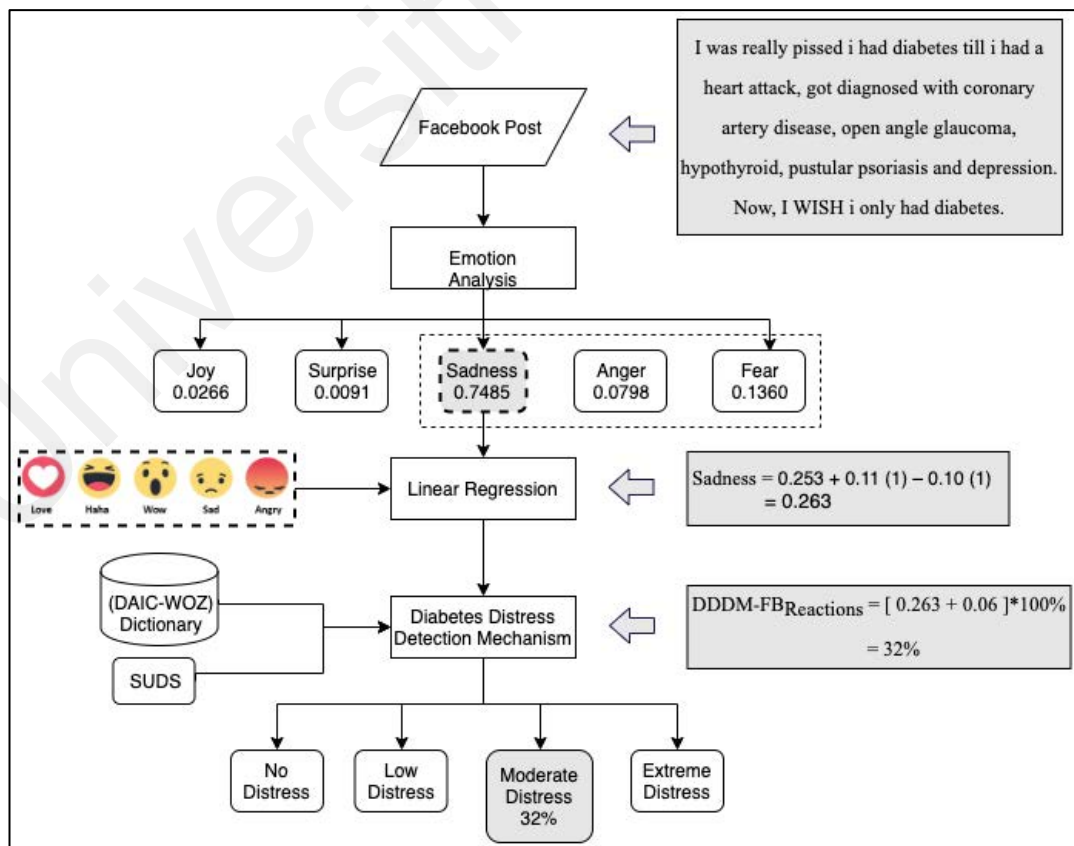 I was really pissed i had diabetes till i had a
heart attack, got diagnosed with coronary
artery disease, open angle glaucoma,
hypothyroid, pustular psoriasis and depression.
Now, I WISH i only had diabetes.
Facebook Post
Emotion
Analysis
Joy
0.0266
Surprise
0.0091
Sadness
0.7485
Anger
0.0798
Fear
0.1360
Love
Haha
Wow
Sad
Angry
Linear Regression
Sadness = 0.253 + 0.11 (1) – 0.10 (1)
= 0.263
(DAIC-WOZ)
Dictionary
SUDS
Diabetes Distress
Detection Mechanism
DDDM-FBReactions = [ 0.263 + 0.06 ]*100%
= 32%
No
Distress
Low
Distress
Moderate
Distress
32%
Extreme
Distress
Universiti